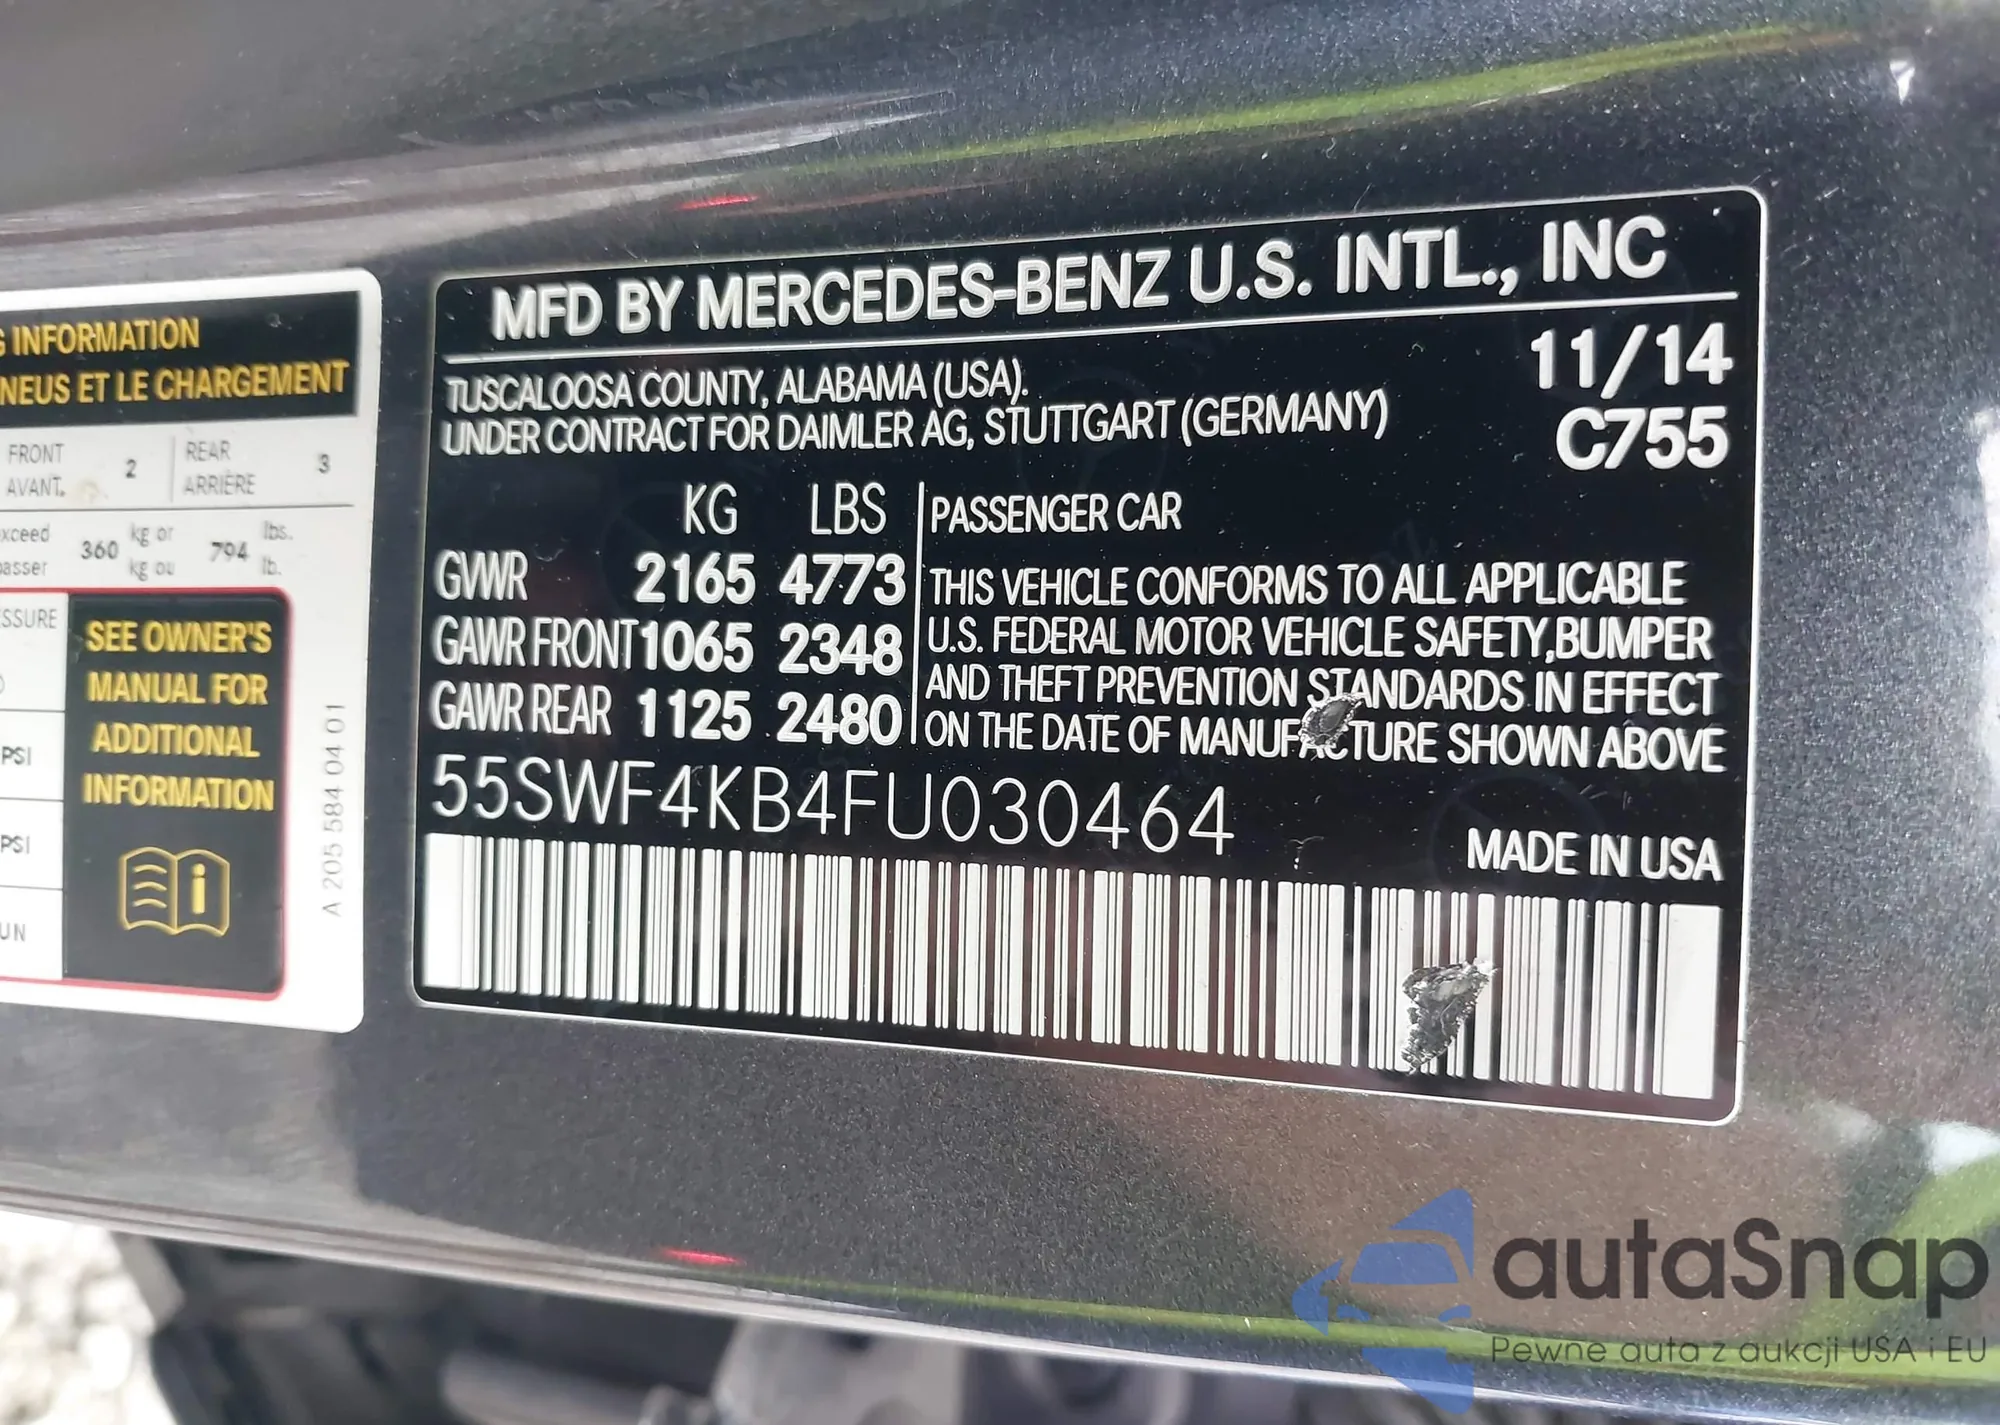 G INFORMATION
NEUS ET LE CHARGEMENT
FRONT
AVANT.
2
REAR
ARRIÈRE
3
xceed
passer
360
kg or
kg ou
794
lbs.
lb.
SSURE
PSI
PSI
UN
SEE OWNER'S
MANUAL FOR
ADDITIONAL
INFORMATION
A 205 584 04 01
MFD BY MERCEDES-BENZ U.S. INTL., INC
TUSCALOOSA COUNTY, ALABAMA (USA).
UNDER CONTRACT FOR DAIMLER AG, STUTTGART (GERMANY)
11/14
C755
KG LBS
GVWR 2165 4773
GAWR FRONT 1065 2348
GAWR REAR 1125 2480
PASSENGER CAR
THIS VEHICLE CONFORMS TO ALL APPLICABLE
U.S. FEDERAL MOTOR VEHICLE SAFETY, BUMPER
AND THEFT PREVENTION STANDARDS IN EFFECT
ON THE DATE OF MANUFACTURE SHOWN ABOVE
55SWF4KB4FU030464
MADE IN USA
autaSnap
Pewne auta z aukcji USA i EU